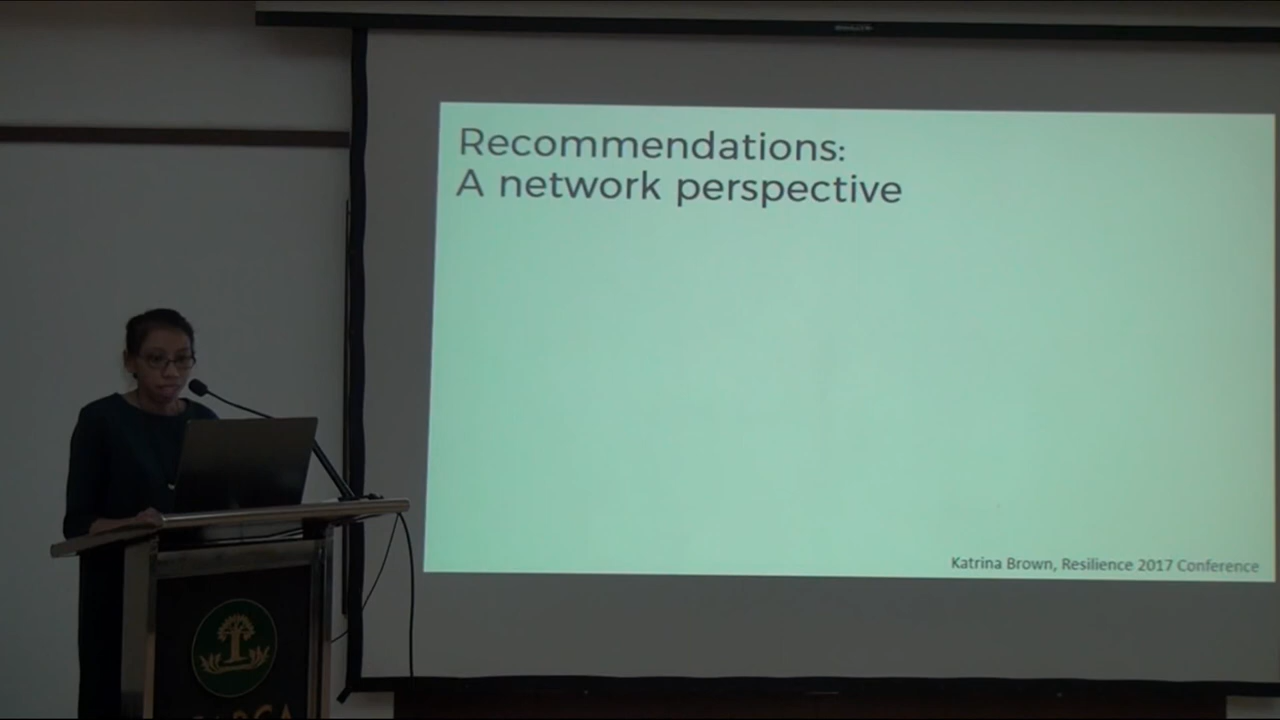 Recommendations:
A network perspective
Katrina Brown, Resilience 2017 Conference